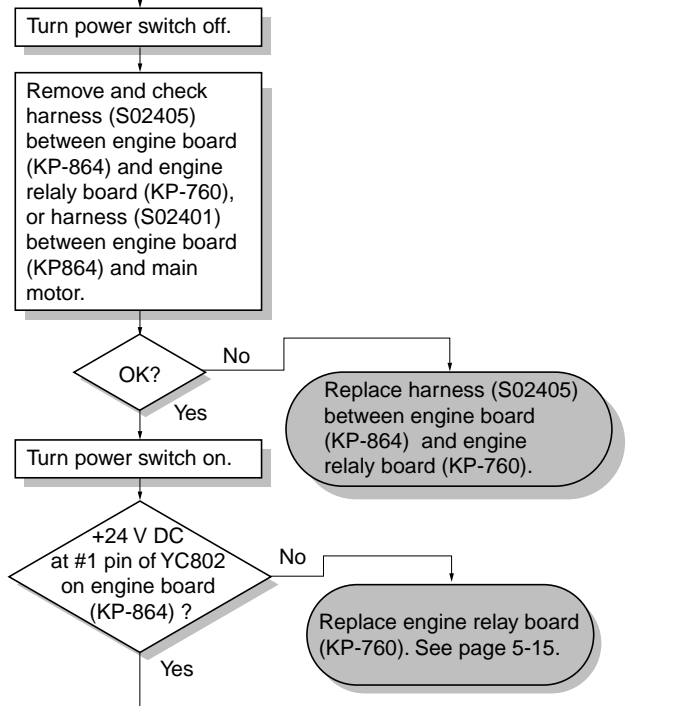 Turn power switch off.
Remove and check
harness (S02405)
between engine board
(KP-864) and engine
relaly board (KP-760),
or harness (S02401)
between engine board
(KP864) and main
motor.
OK?
No
Replace harness (S02405)
between engine board
(KP-864) and engine
relaly board (KP-760).
Yes
Turn power switch on.
+24 V DC
at #1 pin of YC802
on engine board
(KP-864) ?
No
Replace engine relay board
(KP-760). See page 5-15.
Yes